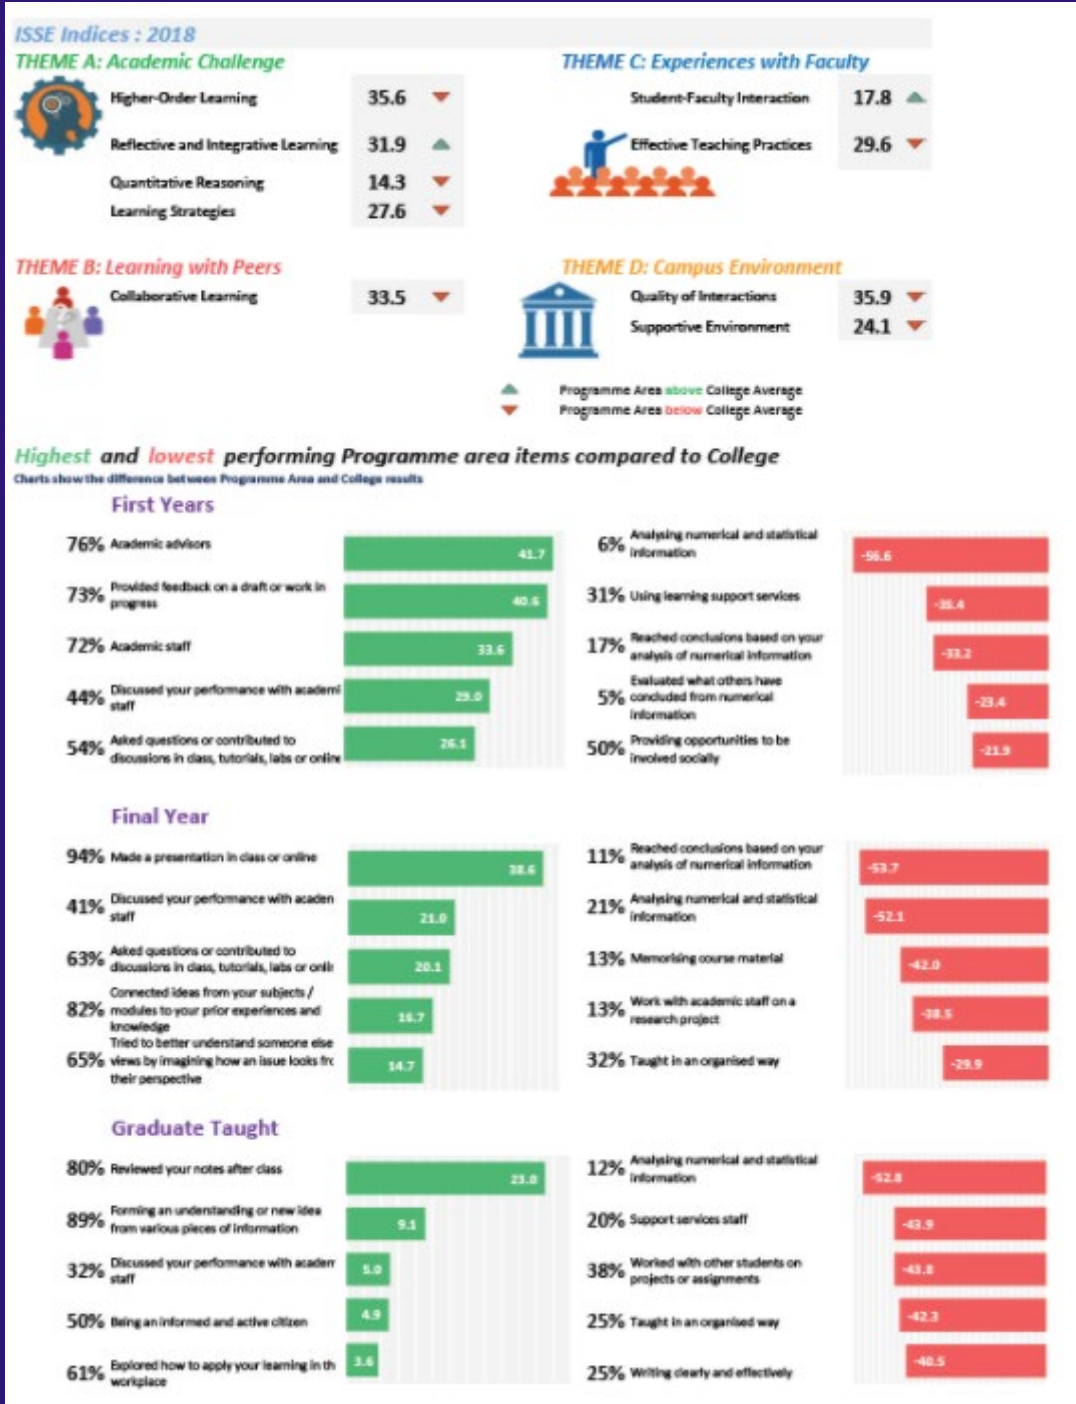 ISSE Indices : 2018
THEME A: Academic Challenge
Higher-Order Learning 35.6
Reflective and Integrative Learning 31.9
Quantitative Reasoning 14.3
Learning Strategies 27.6
THEME C: Experiences with Faculty
Student-Faculty Interaction 17.8
Effective Teaching Practices 29.6
THEME B: Learning with Peers
Collaborative Learning 33.5
THEME D: Campus Environment
Quality of Interactions 35.9
Supportive Environment 24.1
Programme Area above College Average
Programme Area below College Average
Highest and lowest performing Programme area items compared to College
Charts show the difference between Programme Area and College results
First Years
76% Academic advisors 41.7
73% Provided feedback on a draft or work in
progress 40.6
72% Academic staff 33.6
44% Discussed your performance with academi
staff 29.0
54% Asked questions or contributed to
discussions in class, tutorials, labs or online 26.1
6% Analysing numerical and statistical
information -56.6
31% Using learning support services -35.4
17% Reached conclusions based on your
analysis of numerical information -33.2
5% Evaluated what others have
concluded from numerical
information -23.4
50% Providing opportunities to be
involved socially -21.9
Final Year
94% Made a presentation in class or online 38.6
41% Discussed your performance with academ
staff 21.0
63% Asked questions or contributed to
discussions in class, tutorials, labs or onlin 20.1
82% Connected ideas from your subjects /
modules to your prior experiences and
knowledge 16.7
65% Tried to better understand someone else
views by imagining how an issue looks frc
their perspective 14.7
11% Reached conclusions based on your
analysis of numerical information -53.7
21% Analysing numerical and statistical
information -52.1
13% Memorising course material -42.0
13% Work with academic staff on a
research project -38.5
32% Taught in an organised way -29.9
Graduate Taught
80% Reviewed your notes after class 23.0
89% Forming an understanding or new idea
from various pieces of information 9.1
32% Discussed your performance with academ
staff 5.0
50% Being an informed and active citizen 4.9
61% Explored how to apply your learning in th
workplace 3.6
12% Analysing numerical and statistical
information -52.8
20% Support services staff -43.9
38% Worked with other students on
projects or assignments -43.8
25% Taught in an organised way -42.3
25% Writing clearly and effectively -40.5